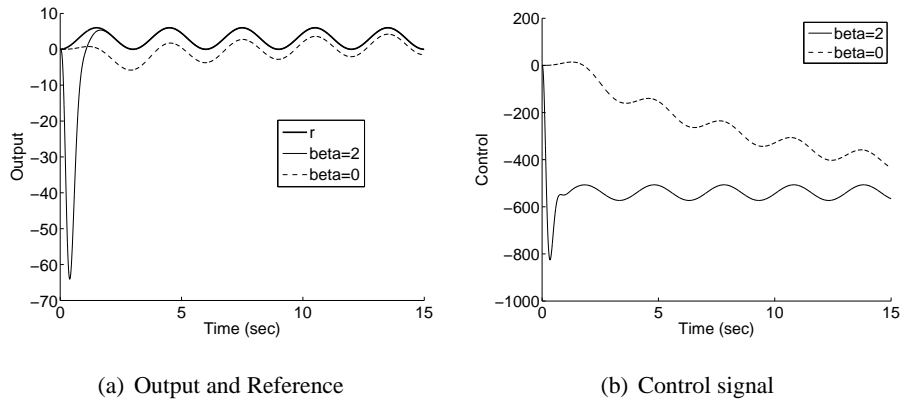 10
0
−10
−20
−30
−40
−50
−60
−70
Output
0
5
10
15
Time (sec)
r
beta=2
beta=0
(a) Output and Reference
200
0
−200
−400
−600
−800
−1000
Control
0
5
10
15
Time (sec)
beta=2
beta=0
(b) Control signal